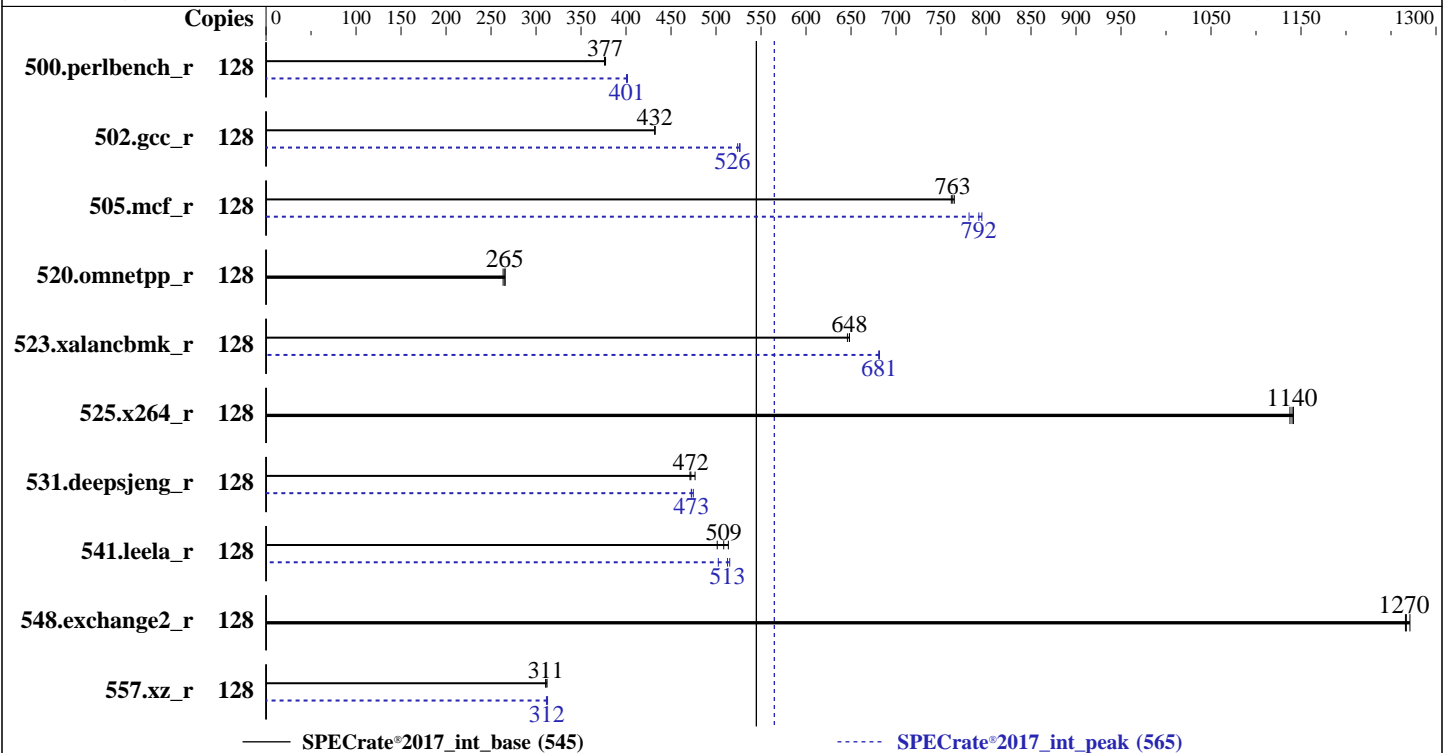 Copies 0 100 150 200 250 300 350 400 450 500 550 600 650 700 750 800 850 900 950 1050 1150 1300
377
500.perlbench_r 128
401
432
502.gcc_r 128
526
763
505.mcf_r 128
792
265
520.omnetpp_r 128
648
523.xalancbmk_r 128
681
1140
525.x264_r 128
472
531.deepsjeng_r 128
473
509
541.leela_r 128
513
1270
548.exchange2_r 128
311
557.xz_r 128
312
SPECrate®2017_int_base (545) SPECrate®2017_int_peak (565)